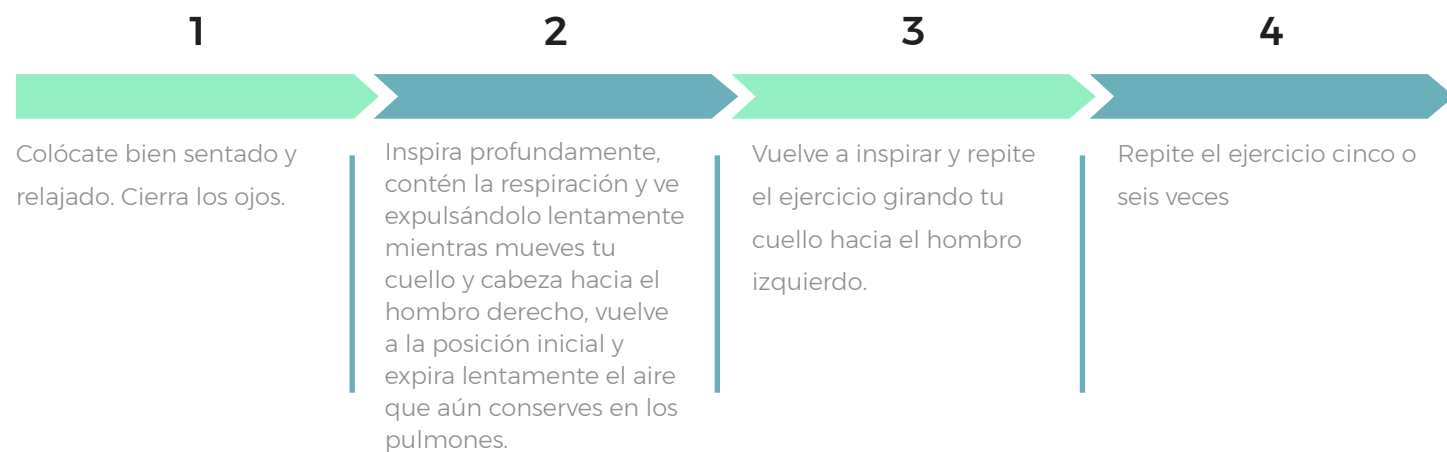 1
Colócate bien sentado y
relajado. Cierra los ojos.
2
Inspira profundamente,
contén la respiración y ve
expulsándolo lentamente
mientras mueves tu
cuello y cabeza hacia el
hombro derecho, vuelve
a la posición inicial y
expira lentamente el aire
que aún conserves en los
pulmones.
3
Vuelve a inspirar y repite
el ejercicio girando tu
cuello hacia el hombro
izquierdo.
4
Repite el ejercicio cinco o
seis veces